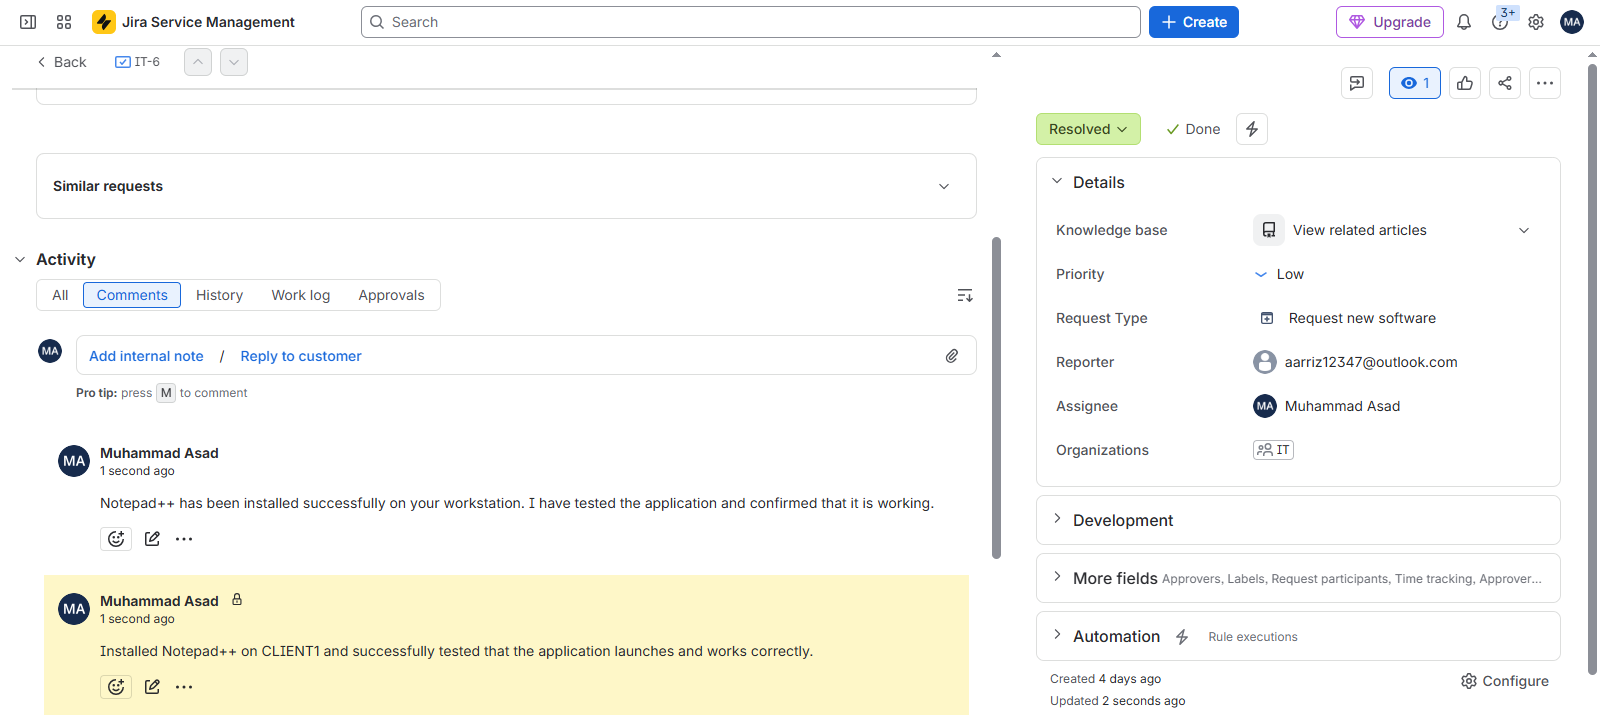 Jira Service Management
Search
Create
Upgrade
3+
MA
Back
IT-6
1
Resolved
Done
Similar requests
Details
Knowledge base
View related articles
Priority
Low
Request Type
Request new software
Reporter
aarriz12347@outlook.com
Assignee
MA
Muhammad Asad
Organizations
IT
Activity
All
Comments
History
Work log
Approvals
MA
Add internal note / Reply to customer
Pro tip: press M to comment
MA
Muhammad Asad
1 second ago
Notepad++ has been installed successfully on your workstation. I have tested the application and confirmed that it is working.
MA
Muhammad Asad
1 second ago
Installed Notepad++ on CLIENT1 and successfully tested that the application launches and works correctly.
Development
More fields Approvers, Labels, Request participants, Time tracking, Approver...
Automation
Rule executions
Created 4 days ago
Updated 2 seconds ago
Configure